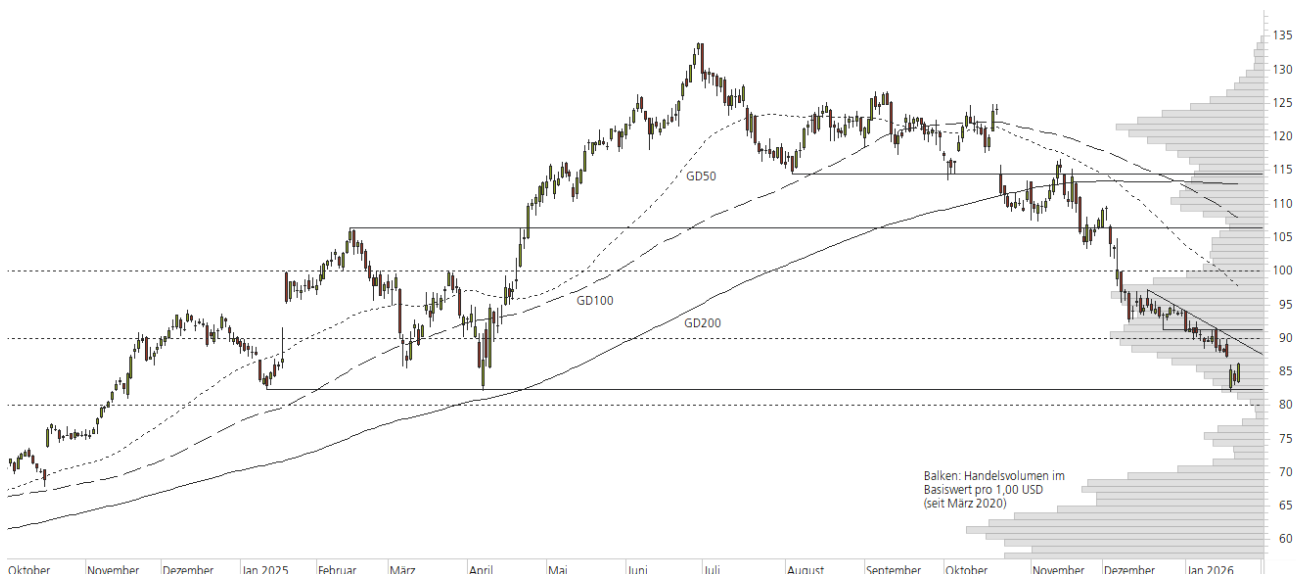 135
130
125
120
115
110
105
100
95
90
85
80
75
70
65
60
GD50
GD100
GD200
Balken: Handelsvolumen im
Basiswert pro 1,00 USD
(seit März 2020)
Oktober November Dezember Jan 2025 Februar März April Mai Juni Juli August September Oktober November Dezember Jan 2026